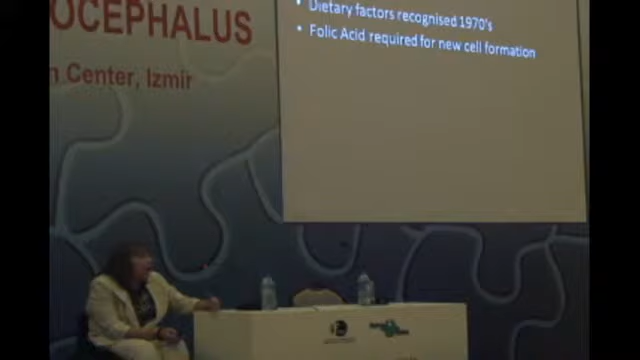 OCEPHALUS
n Center, Izmir
• Dietary factors recognised 1970's
• Folic Acid required for new cell formation